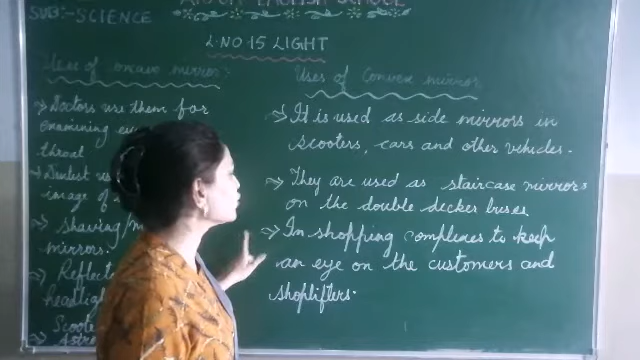 SUB:- SCIENCE
ENGLISH SCHOOL
L·NO·15 LIGHT
Uses of Concave mirror:
⇒ Doctors use them for
examining
throat
⇒ Dentist
image of
⇒ shaving/
mirrors.
⇒ Reflect
headlig
Scoote
⇒ astro
Uses of Convex mirror
⇒ It is used as side mirrors in
scooters, cars and other vehicles.
⇒ They are used as staircase mirrors
on the double decker buses.
⇒ In shopping complexes to keep
an eye on the customers and
shoplifters.